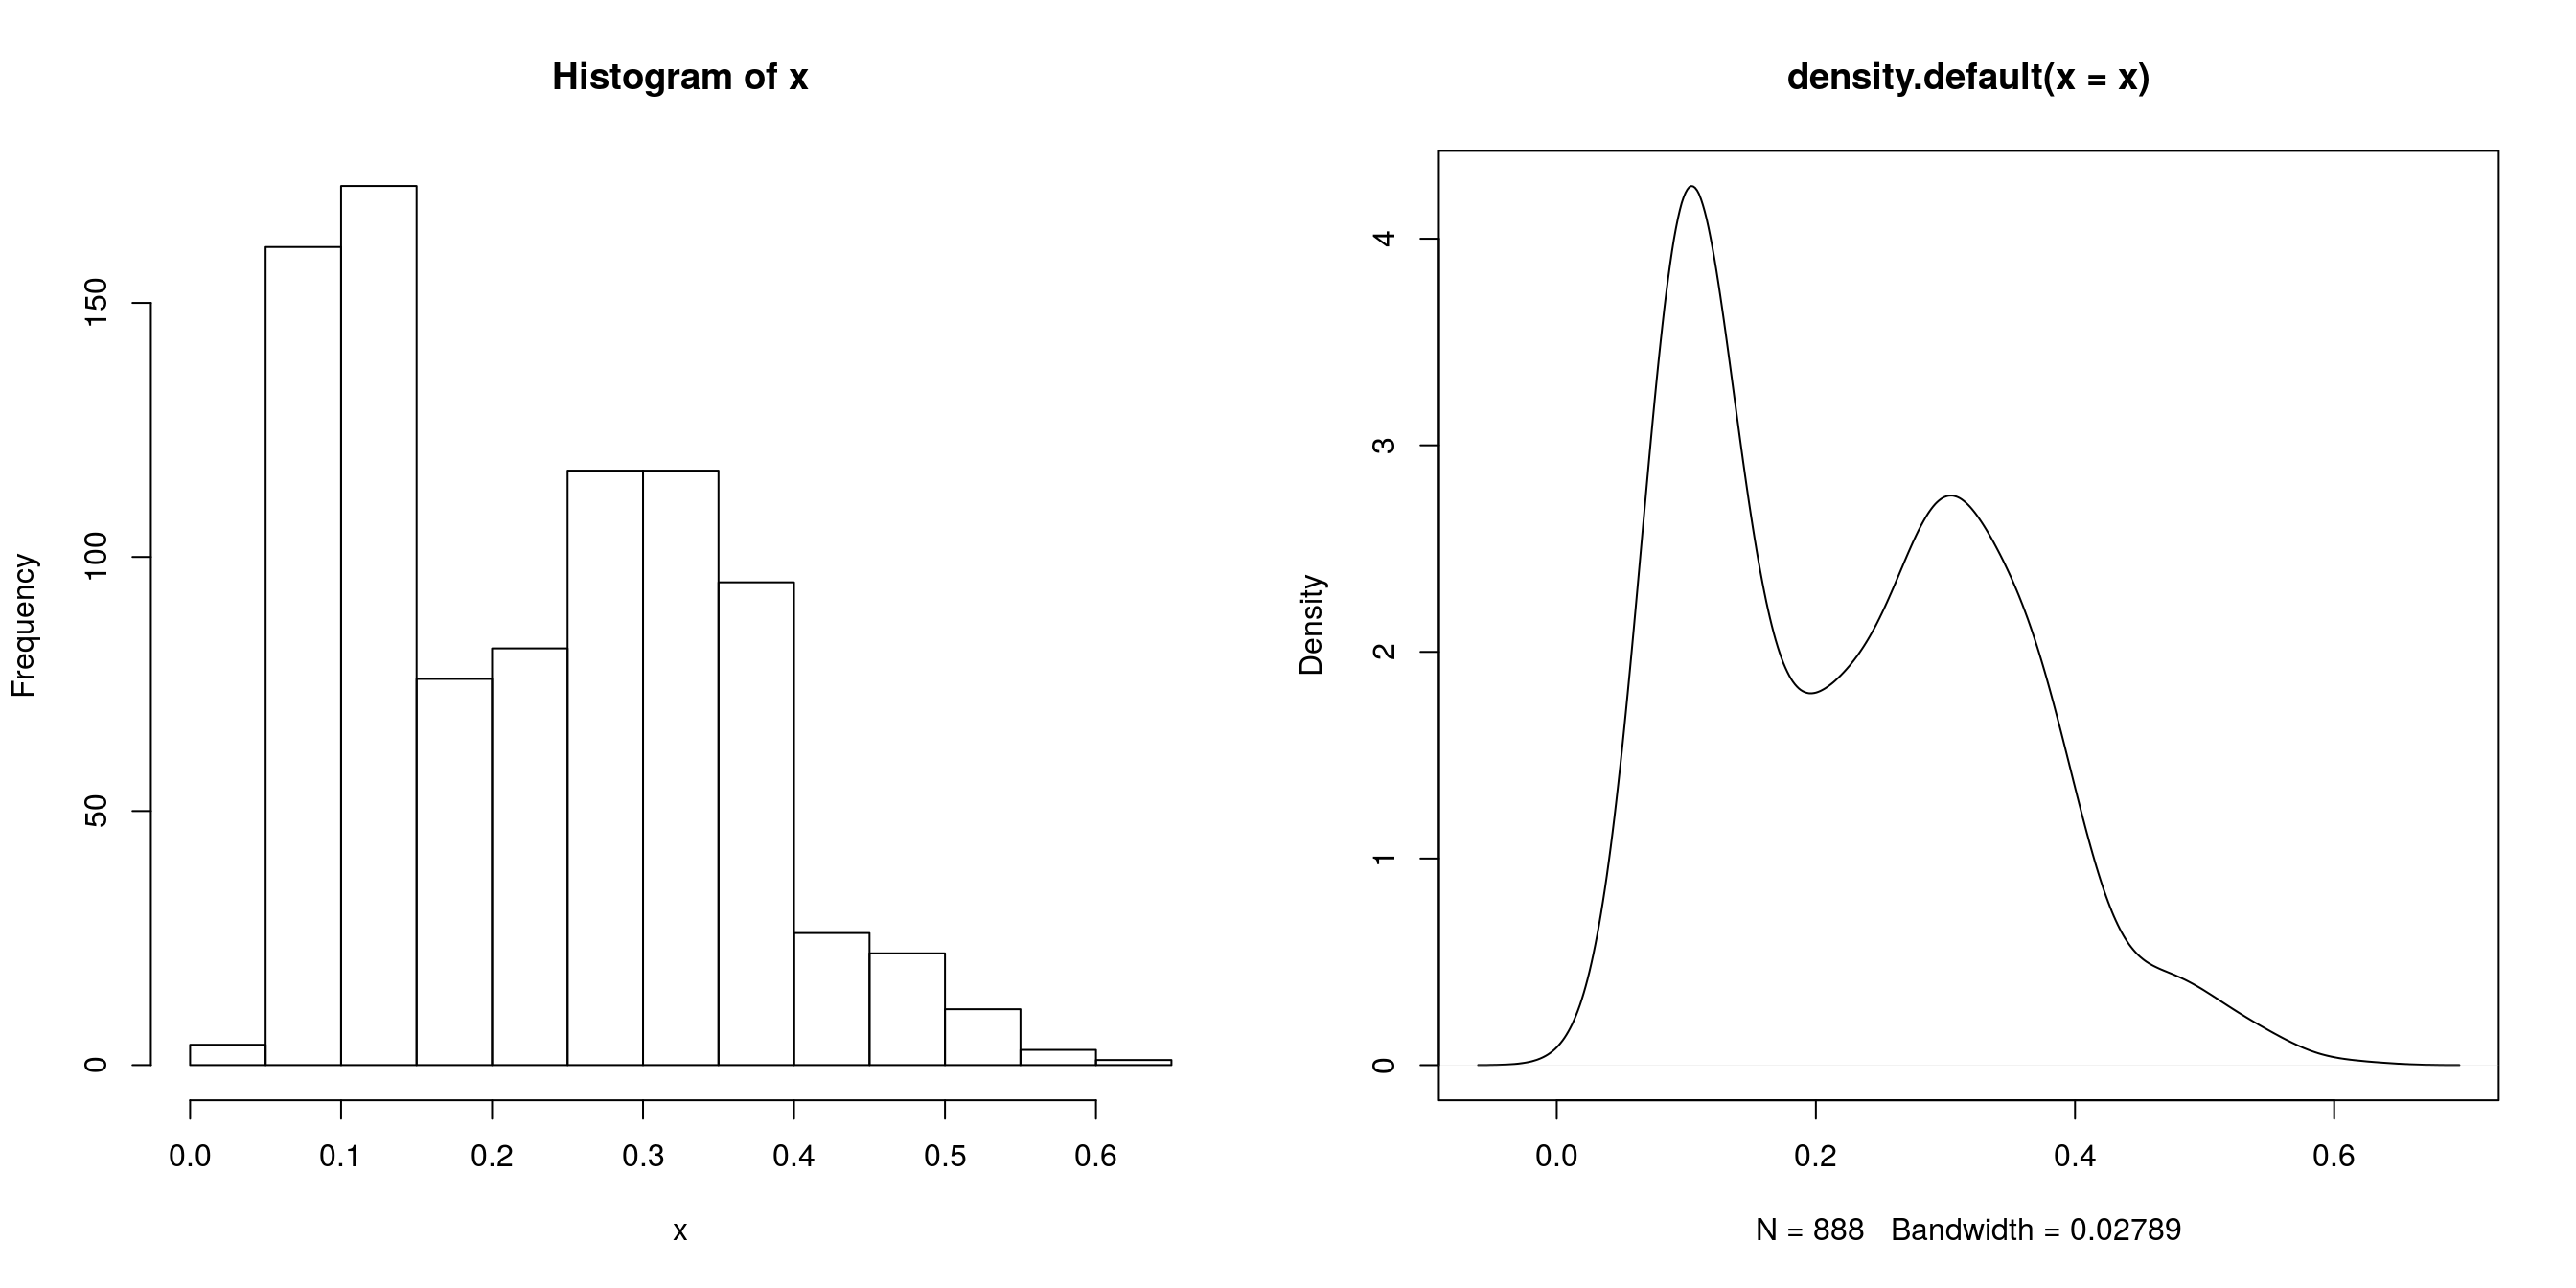 Histogram of x
Frequency
150
100
50
0
0.0 0.1 0.2 0.3 0.4 0.5 0.6
x
density.default(x = x)
Density
4
3
2
1
0
0.0 0.2 0.4 0.6
N = 888 Bandwidth = 0.02789